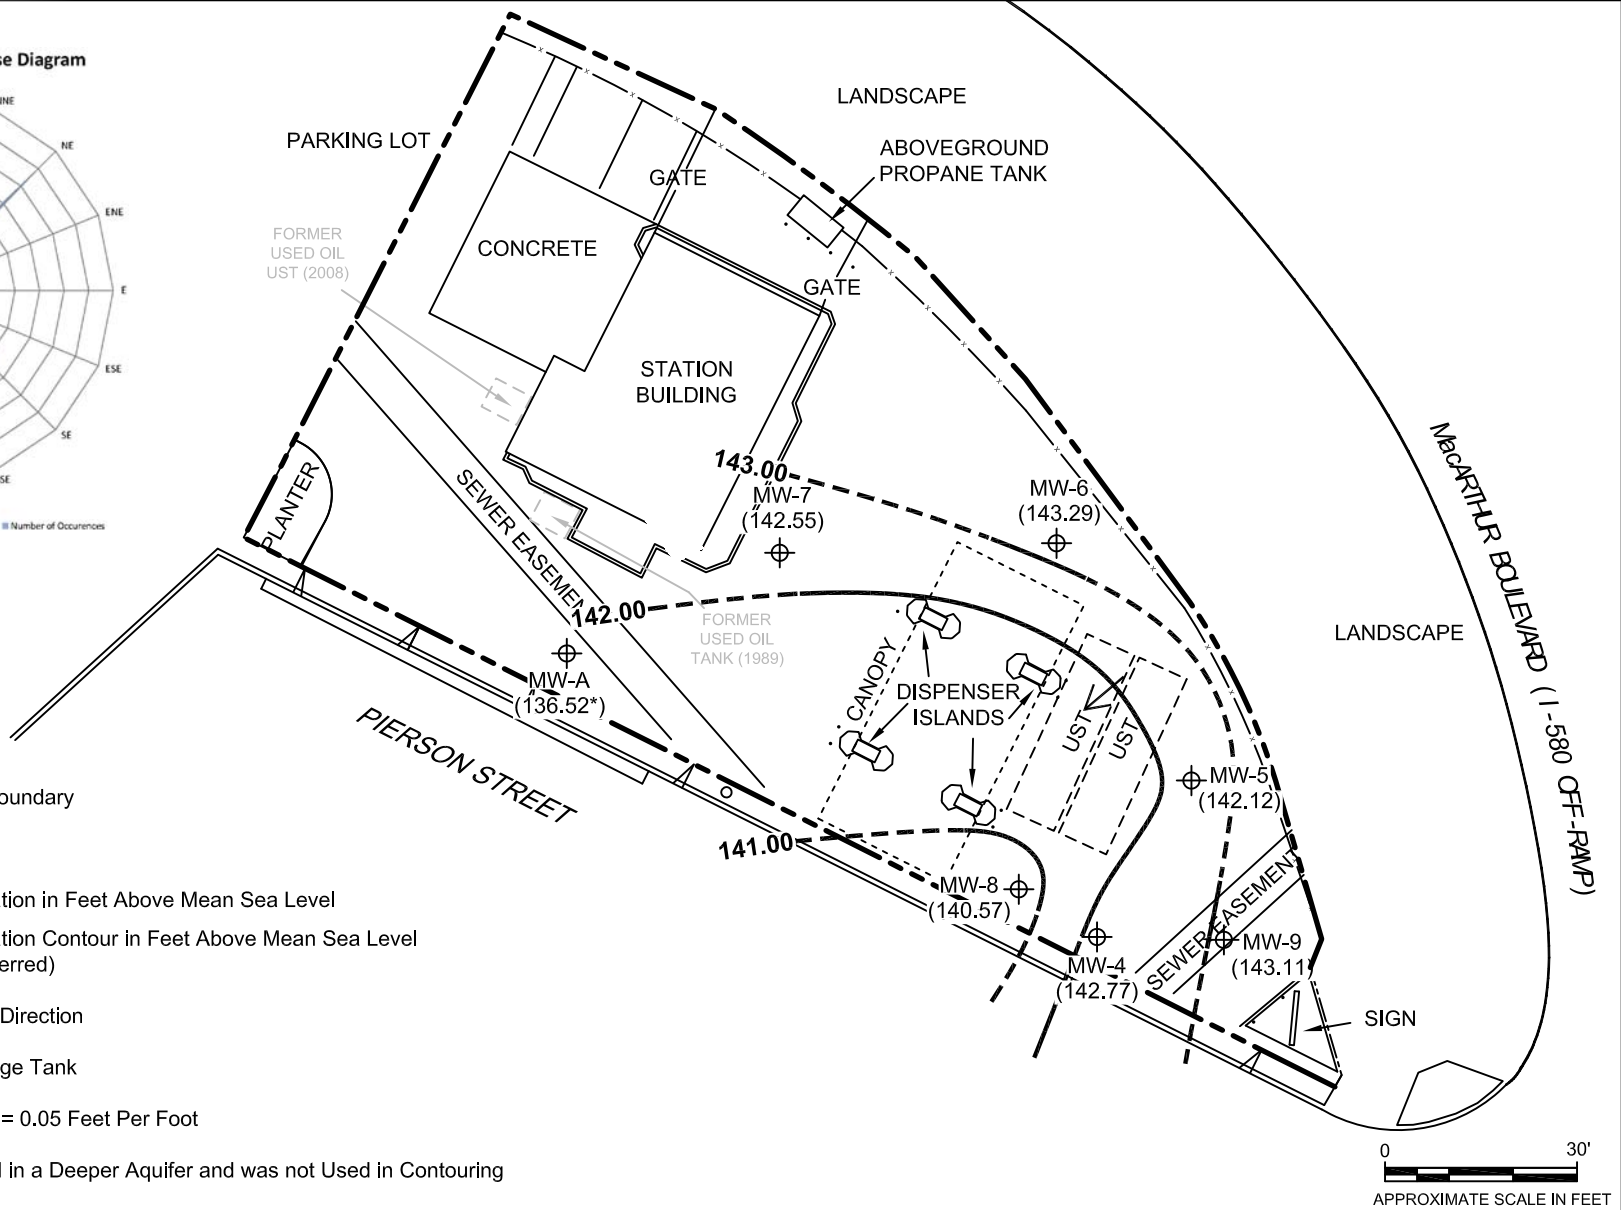 se Diagram
NNE
NE
ENE
E
ESE
SE
SSE
Number of Occurences
LANDSCAPE
PARKING LOT
ABOVEGROUND
PROPANE TANK
GATE
FORMER
USED OIL
UST (2008)
CONCRETE
GATE
STATION
BUILDING
MacARTHUR BOULEVARD (I-580 OFF-RAMP)
PLANTER
SEWER EASEMEN
143.00
MW-7
(142.55)
MW-6
(143.29)
142.00
FORMER
USED OIL
TANK (1989)
LANDSCAPE
MW-A
(136.52*)
CANOPY
DISPENSER
ISLANDS
UST
UST
PIERSON STREET
MW-5
(142.12)
oundary
141.00
MW-8
(140.57)
SEWER EASEMENT
MW-9
(143.11)
MW-4
(142.77)
SIGN
tion in Feet Above Mean Sea Level
tion Contour in Feet Above Mean Sea Level
erred)
Direction
ge Tank
= 0.05 Feet Per Foot
in a Deeper Aquifer and was not Used in Contouring
0 30'
APPROXIMATE SCALE IN FEET